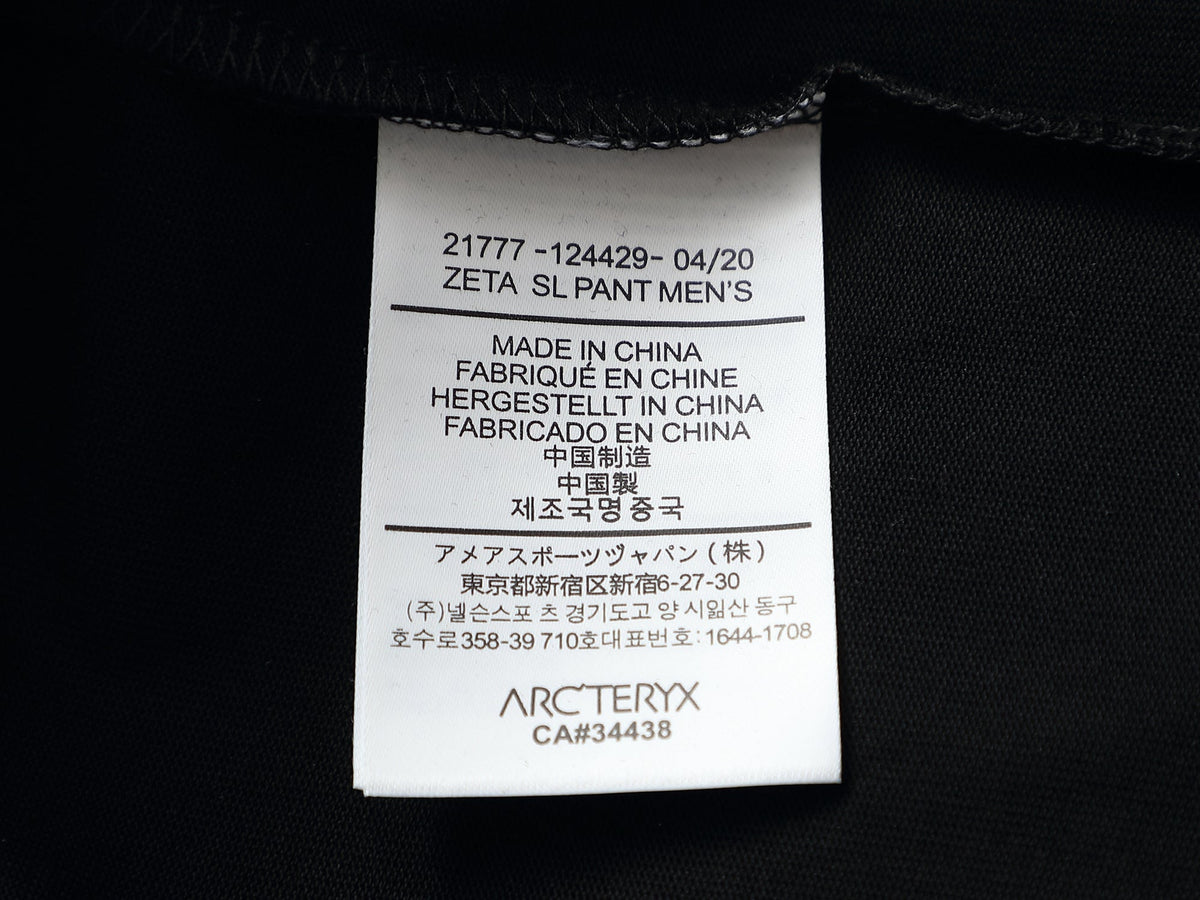 21777 -124429- 04/20
ZETA SL PANT MEN'S
MADE IN CHINA
FABRIQUÉ EN CHINE
HERGESTELLT IN CHINA
FABRICADO EN CHINA
中国制造
中国製
제조국명 중국
アメアスポーツヅャパン (株)
東京都新宿区新宿6-27-30
(주)넬슨스포 츠 경기도고 양 시잂산 동구
호수로358-39 710호대표번호: 1644-1708
ARC'TERYX
CA#34438